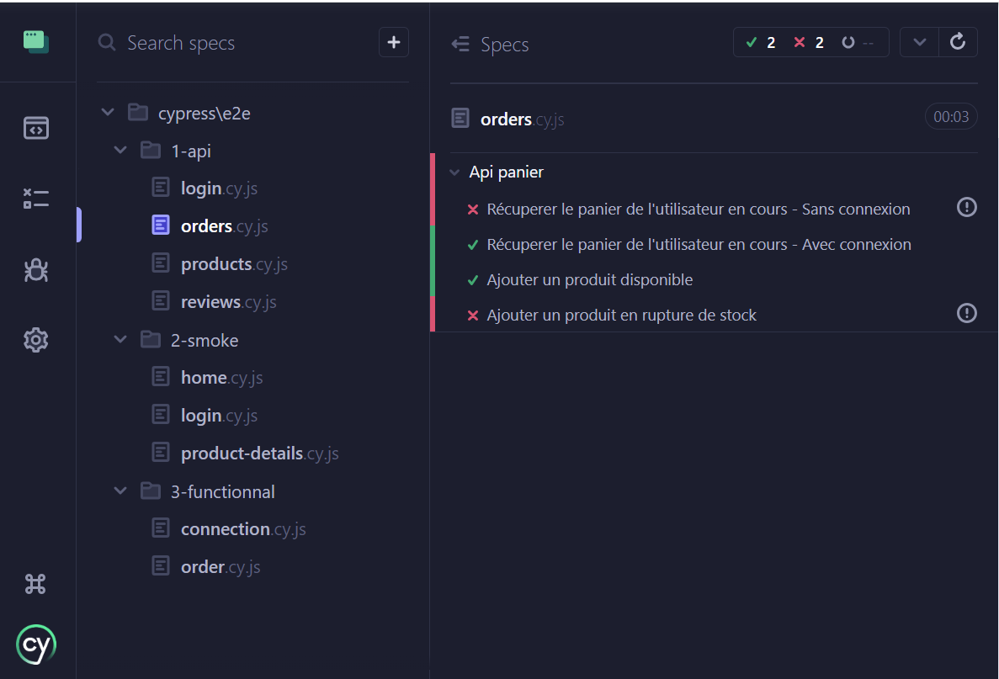 Search specs
+
cypress\e2e
1-api
login.cy.js
orders.cy.js
products.cy.js
reviews.cy.js
2-smoke
home.cy.js
login.cy.js
product-details.cy.js
3-functionnal
connection.cy.js
order.cy.js
cy
Specs
2 2 --
orders.cy.js 00:03
Api panier
Récuperer le panier de l'utilisateur en cours - Sans connexion
Récuperer le panier de l'utilisateur en cours - Avec connexion
Ajouter un produit disponible
Ajouter un produit en rupture de stock